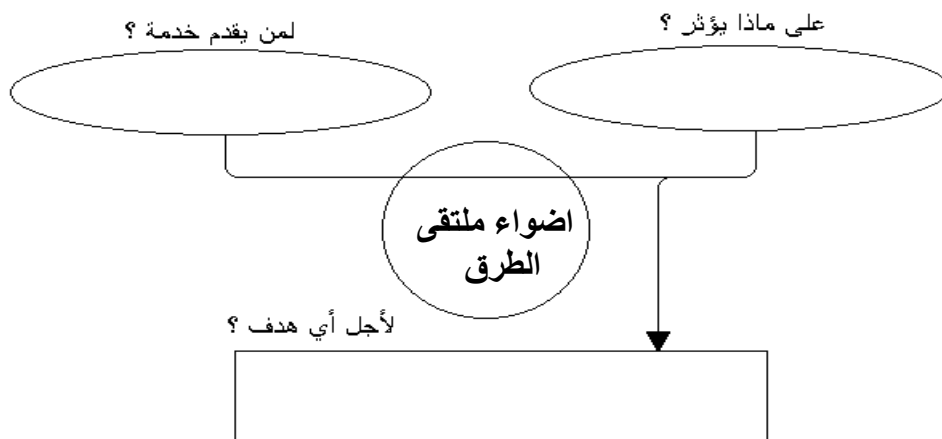 على ماذا يؤثر ؟
لمن يقدم خدمة ؟
اضواء ملتقى
الطرق
لأجل أي هدف ؟